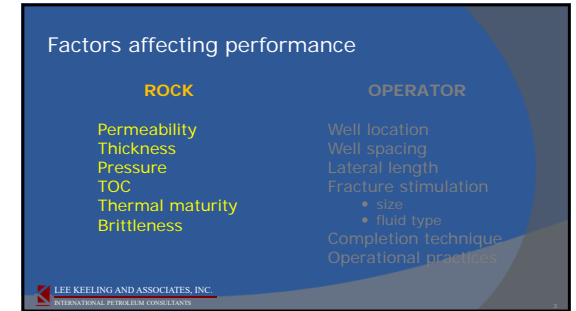 Factors affecting performance
ROCK
Permeability
Thickness
Pressure
TOC
Thermal maturity
Brittleness
OPERATOR
Well location
Well spacing
Lateral length
Fracture stimulation
• size
• fluid type
Completion technique
Operational practices
LEE KEELING AND ASSOCIATES, INC.
INTERNATIONAL PETROLEUM CONSULTANTS